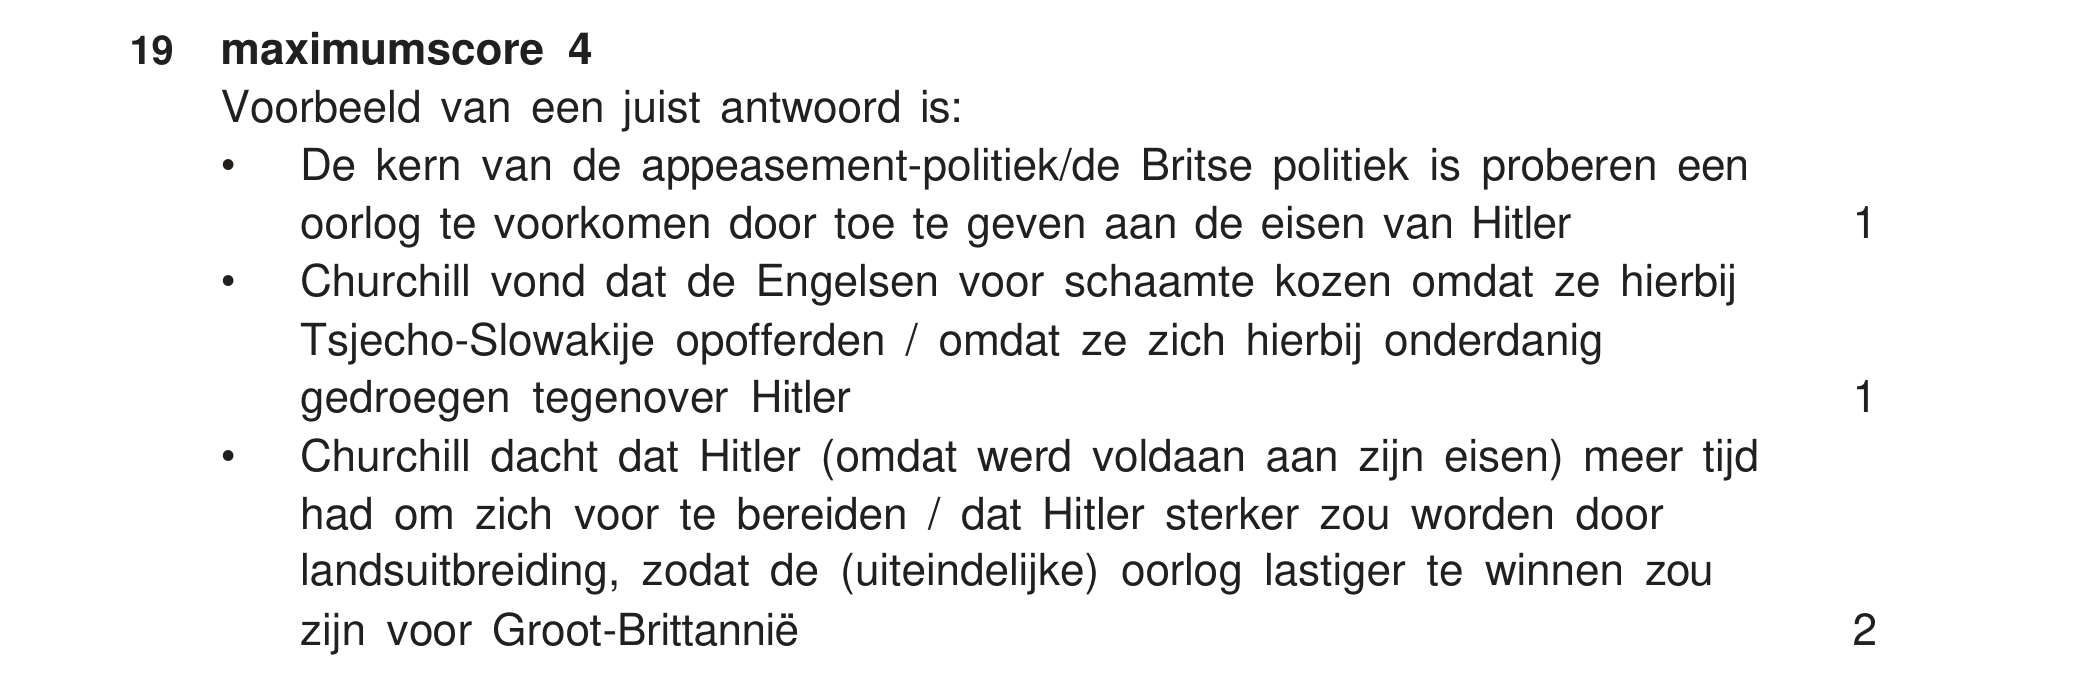 19 maximumscore 4
Voorbeeld van een juist antwoord is:
• De kern van de appeasement-politiek/de Britse politiek is proberen een
oorlog te voorkomen door toe te geven aan de eisen van Hitler 1
• Churchill vond dat de Engelsen voor schaamte kozen omdat ze hierbij
Tsjecho-Slowakije opofferden / omdat ze zich hierbij onderdanig
gedroegen tegenover Hitler 1
• Churchill dacht dat Hitler (omdat werd voldaan aan zijn eisen) meer tijd
had om zich voor te bereiden / dat Hitler sterker zou worden door
landsuitbreiding, zodat de (uiteindelijke) oorlog lastiger te winnen zou
zijn voor Groot-Brittannië 2